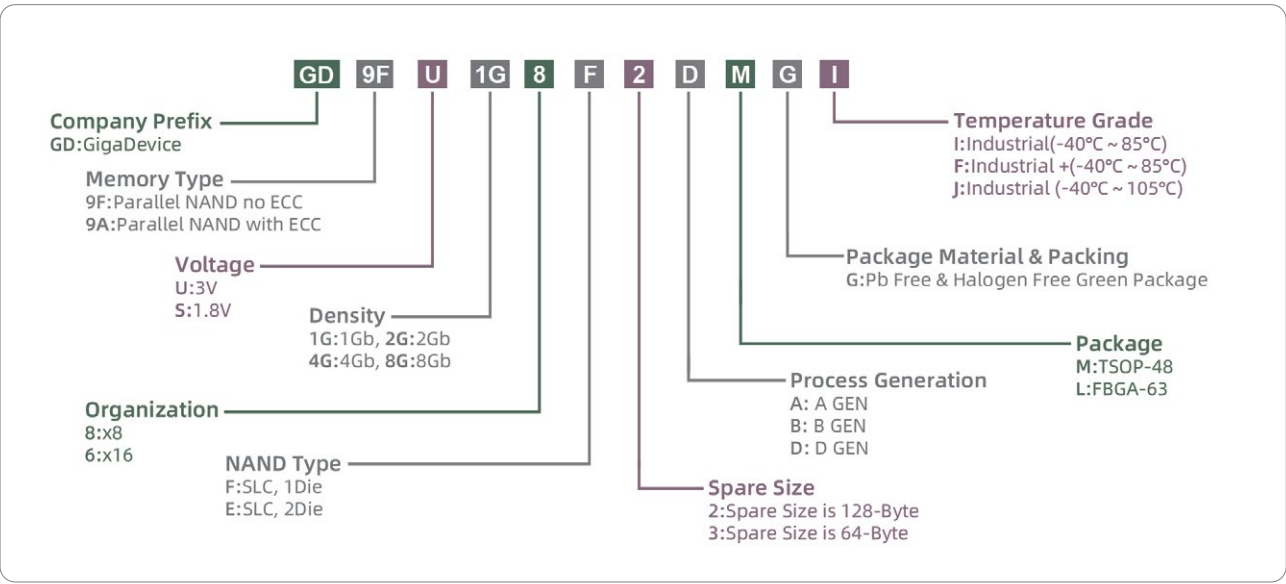 GD 9F U 1G 8 F 2 D M G I
Company Prefix
GD:GigaDevice
Memory Type
9F:Parallel NAND no ECC
9A:Parallel NAND with ECC
Voltage
U:3V
S:1.8V
Density
1G:1Gb, 2G:2Gb
4G:4Gb, 8G:8Gb
Organization
8:x8
6:x16
NAND Type
F:SLC, 1Die
E:SLC, 2Die
Temperature Grade
I:Industrial(-40℃~85℃)
F:Industrial +(-40℃~85℃)
J:Industrial (-40℃~105℃)
Package Material & Packing
G:Pb Free & Halogen Free Green Package
Package
M:TSOP-48
L:FBGA-63
Process Generation
A: A GEN
B: B GEN
D: D GEN
Spare Size
2:Spare Size is 128-Byte
3:Spare Size is 64-Byte